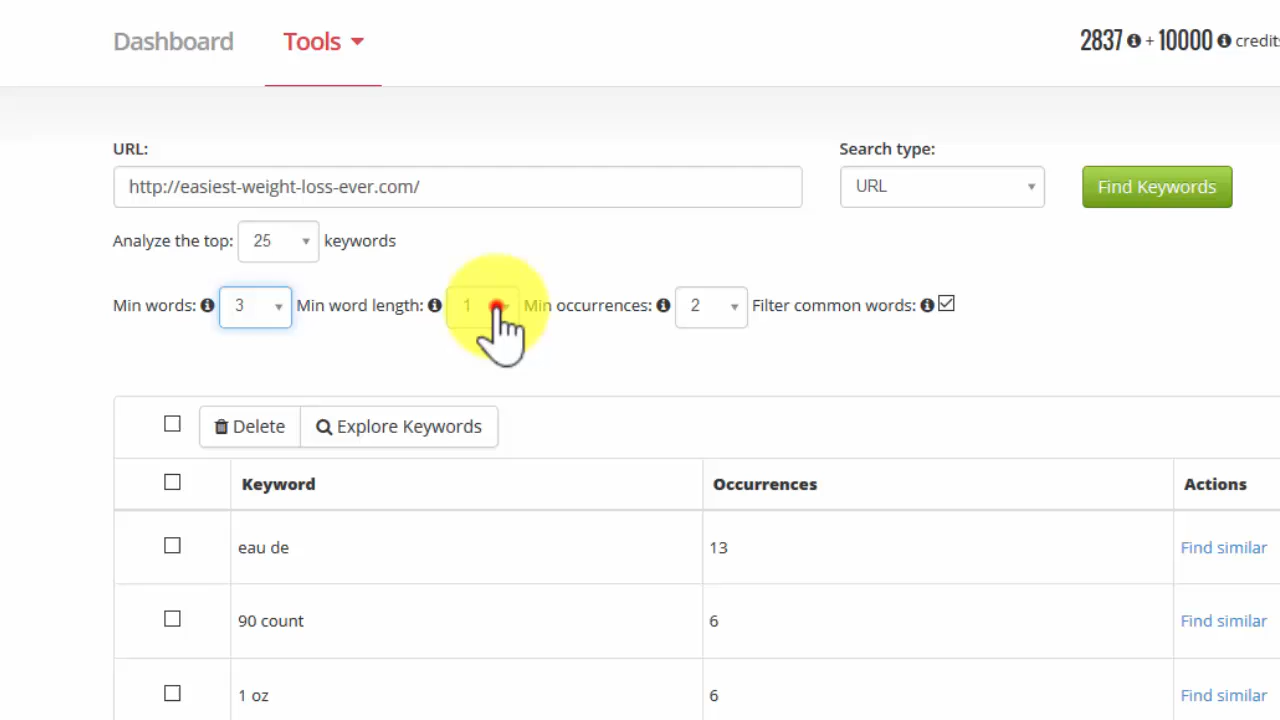 Dashboard Tools 2837 + 10000 credits
URL: Search type:
http://easiest-weight-loss-ever.com/ URL Find Keywords
Analyze the top: 25 keywords
Min words: 3 Min word length: 1 Min occurrences: 2 Filter common words:
Delete Explore Keywords
Keyword Occurrences Actions
eau de 13 Find similar
90 count 6 Find similar
1 oz 6 Find similar